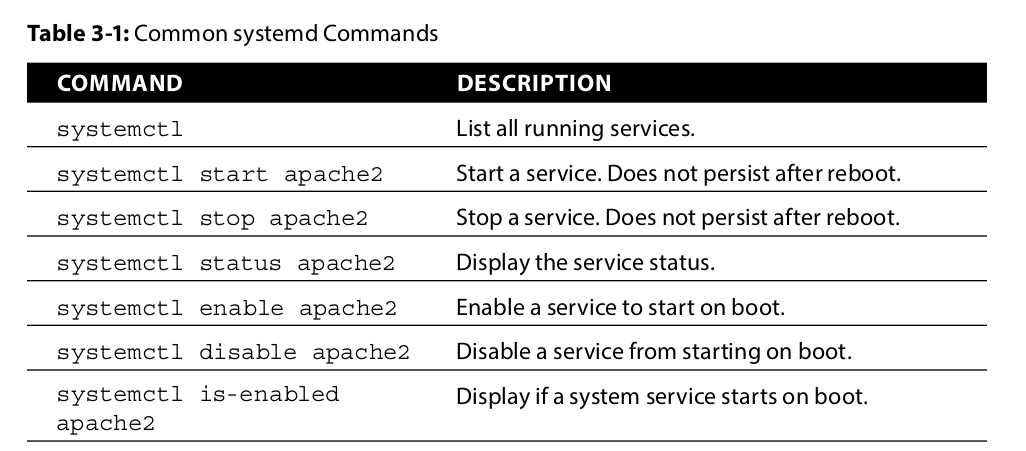 Table 3-1: Common systemd Commands
COMMAND DESCRIPTION
systemctl List all running services.
systemctl start apache2 Start a service. Does not persist after reboot.
systemctl stop apache2 Stop a service. Does not persist after reboot.
systemctl status apache2 Display the service status.
systemctl enable apache2 Enable a service to start on boot.
systemctl disable apache2 Disable a service from starting on boot.
systemctl is-enabled Display if a system service starts on boot.
apache2